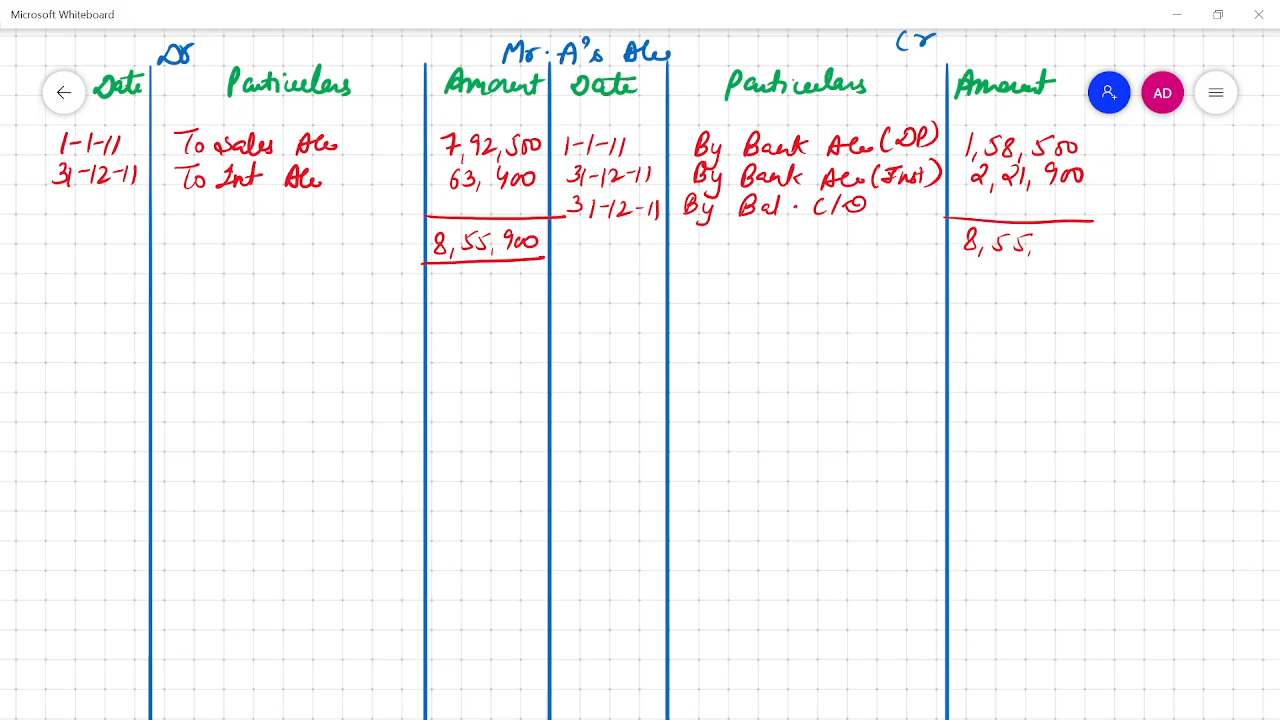 Microsoft Whiteboard
Dr Mr. A's A/c Cr
Date Particulars Amount Date Particulars Amount
AD
1-1-11 To Sales A/c 7,92,500 1-1-11 By Bank A/c (DP) 1,58,500
31-12-11 To Int A/c 63,400 31-12-11 By Bank A/c (Inst) 2,21,900
31-12-11 By Bal. C/D
8,55,900 8,55,